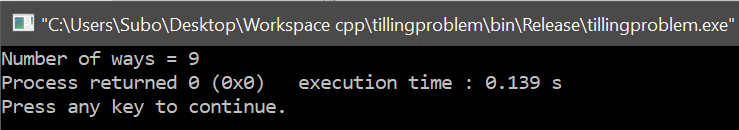 "C:\Users\Subo\Desktop\Workspace cpp\tillingproblem\bin\Release\tillingproblem.exe"
Number of ways = 9
Process returned 0 (0x0)   execution time : 0.139 s
Press any key to continue.